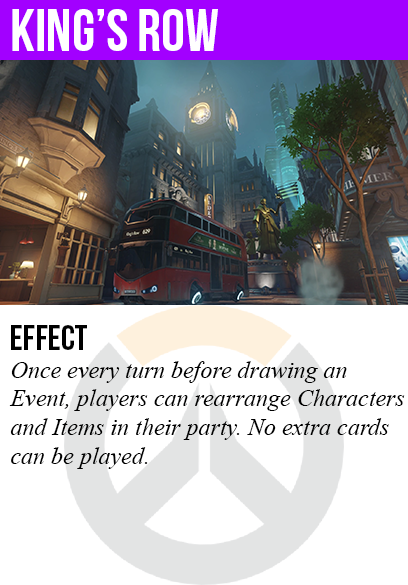 KING'S ROW
EFFECT
Once every turn before drawing an
Event, players can rearrange Characters
and Items in their party. No extra cards
can be played.